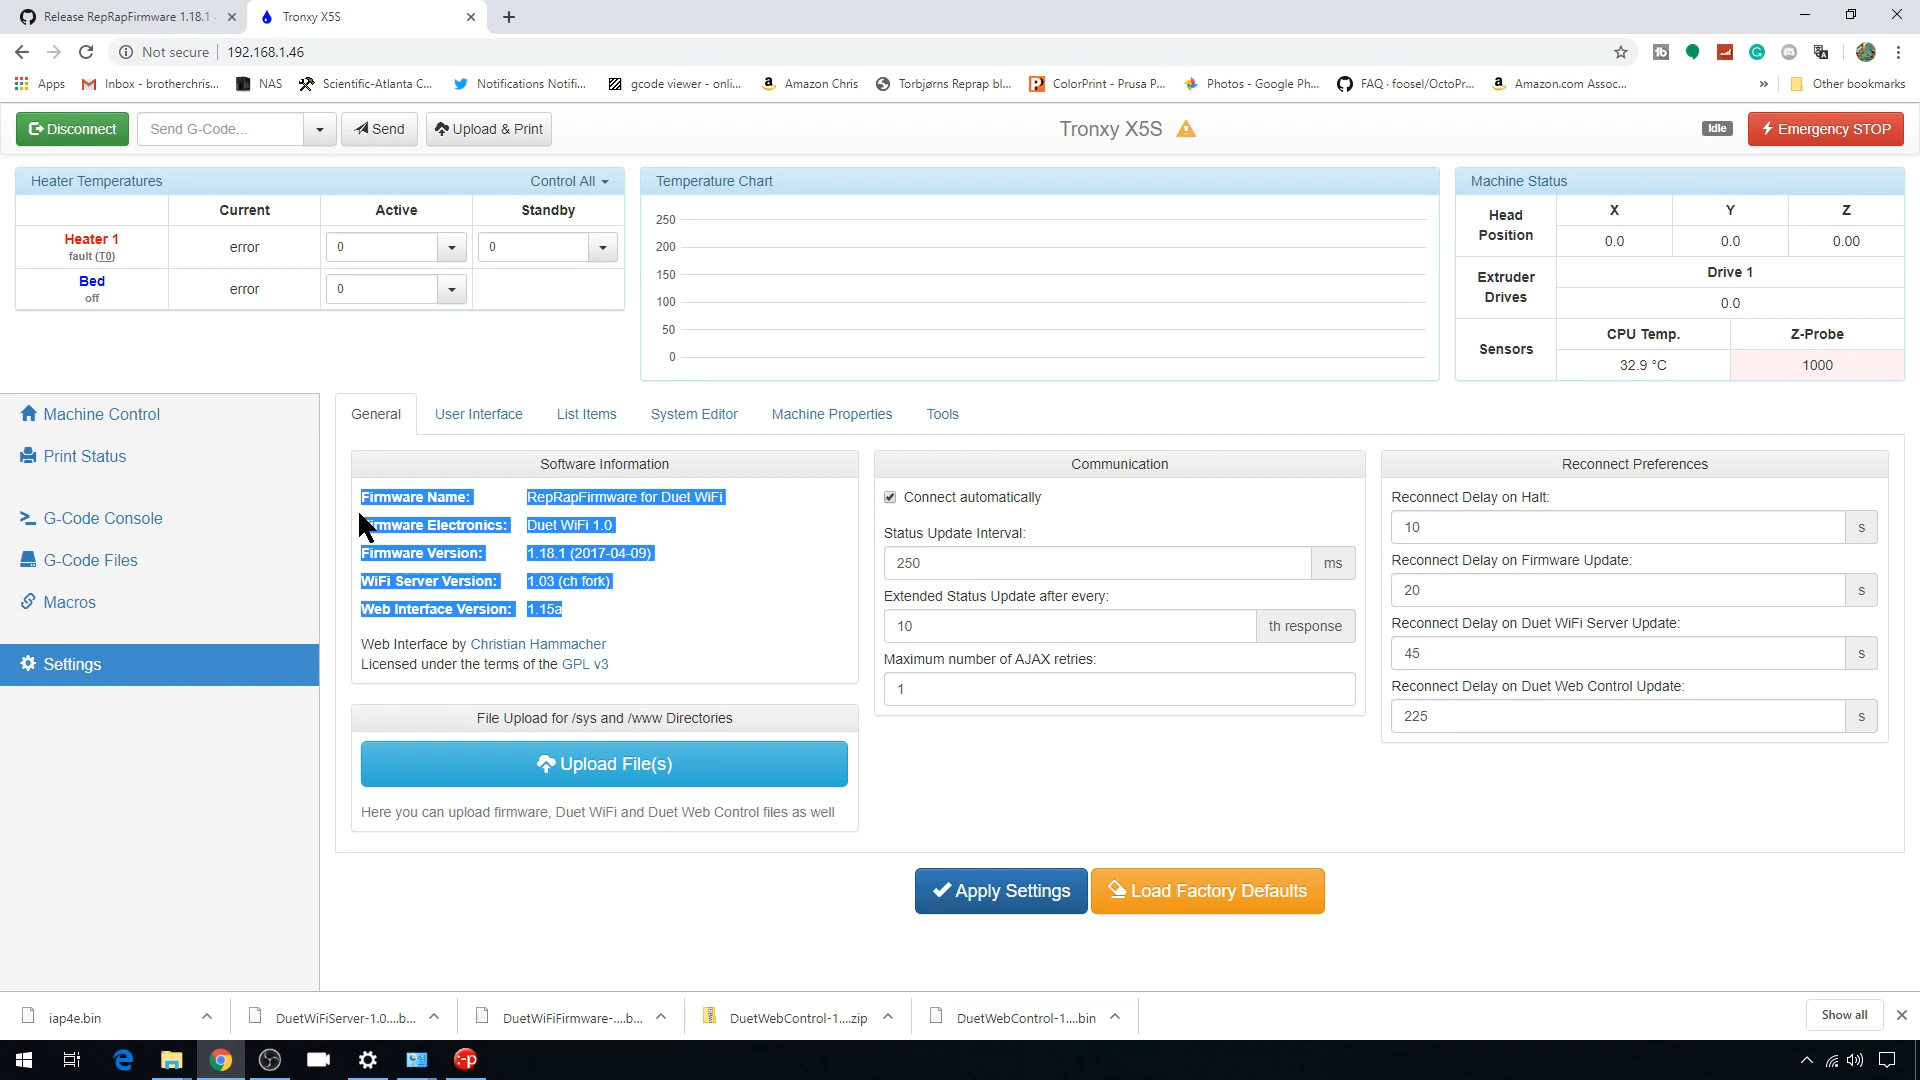 Release RepRapFirmware 1.18.1
Tronxy X5S
Not secure
192.168.1.46
Apps
Inbox - brotherchris...
NAS
Scientific-Atlanta C...
Notifications Notifi...
gcode viewer - onli...
Amazon Chris
Torbjørns Reprap bl...
ColorPrint - Prusa P...
Photos - Google Ph...
FAQ · foosel/OctoPr...
Amazon.com Assoc...
»
Other bookmarks
Disconnect
Send G-Code...
Send
Upload & Print
Tronxy X5S
Idle
Emergency STOP
Heater Temperatures
Control All
Current Active Standby
Heater 1
fault (T0)
error
0
0
Bed
off
error
0
Temperature Chart
250
200
150
100
50
0
Machine Status
Head Position
X Y Z
0.0 0.0 0.00
Extruder Drives
Drive 1
0.0
Sensors
CPU Temp. Z-Probe
32.9 °C 1000
Machine Control
Print Status
G-Code Console
G-Code Files
Macros
Settings
General
User Interface
List Items
System Editor
Machine Properties
Tools
Software Information
Firmware Name: RepRapFirmware for Duet WiFi
Firmware Electronics: Duet WiFi 1.0
Firmware Version: 1.18.1 (2017-04-09)
WiFi Server Version: 1.03 (ch fork)
Web Interface Version: 1.15a
Web Interface by Christian Hammacher
Licensed under the terms of the GPL v3
File Upload for /sys and /www Directories
Upload File(s)
Here you can upload firmware, Duet WiFi and Duet Web Control files as well
Communication
Connect automatically
Status Update Interval:
250 ms
Extended Status Update after every:
10 th response
Maximum number of AJAX retries:
1
Reconnect Preferences
Reconnect Delay on Halt:
10 s
Reconnect Delay on Firmware Update:
20 s
Reconnect Delay on Duet WiFi Server Update:
45 s
Reconnect Delay on Duet Web Control Update:
225 s
Apply Settings
Load Factory Defaults
iap4e.bin
DuetWiFiServer-1.0....b...
DuetWiFiFirmware-....b...
DuetWebControl-1....zip
DuetWebControl-1....bin
Show all